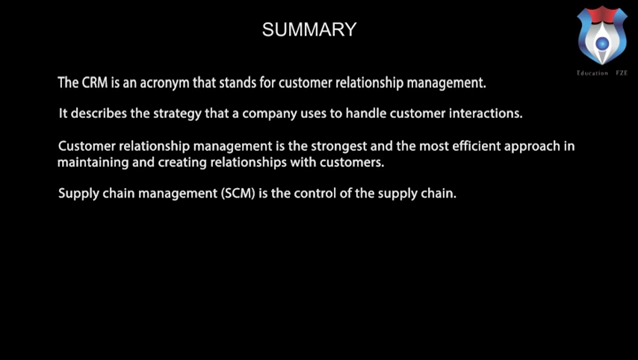 SUMMARY
Education FZE
The CRM is an acronym that stands for customer relationship management.
It describes the strategy that a company uses to handle customer interactions.
Customer relationship management is the strongest and the most efficient approach in
maintaining and creating relationships with customers.
Supply chain management (SCM) is the control of the supply chain.